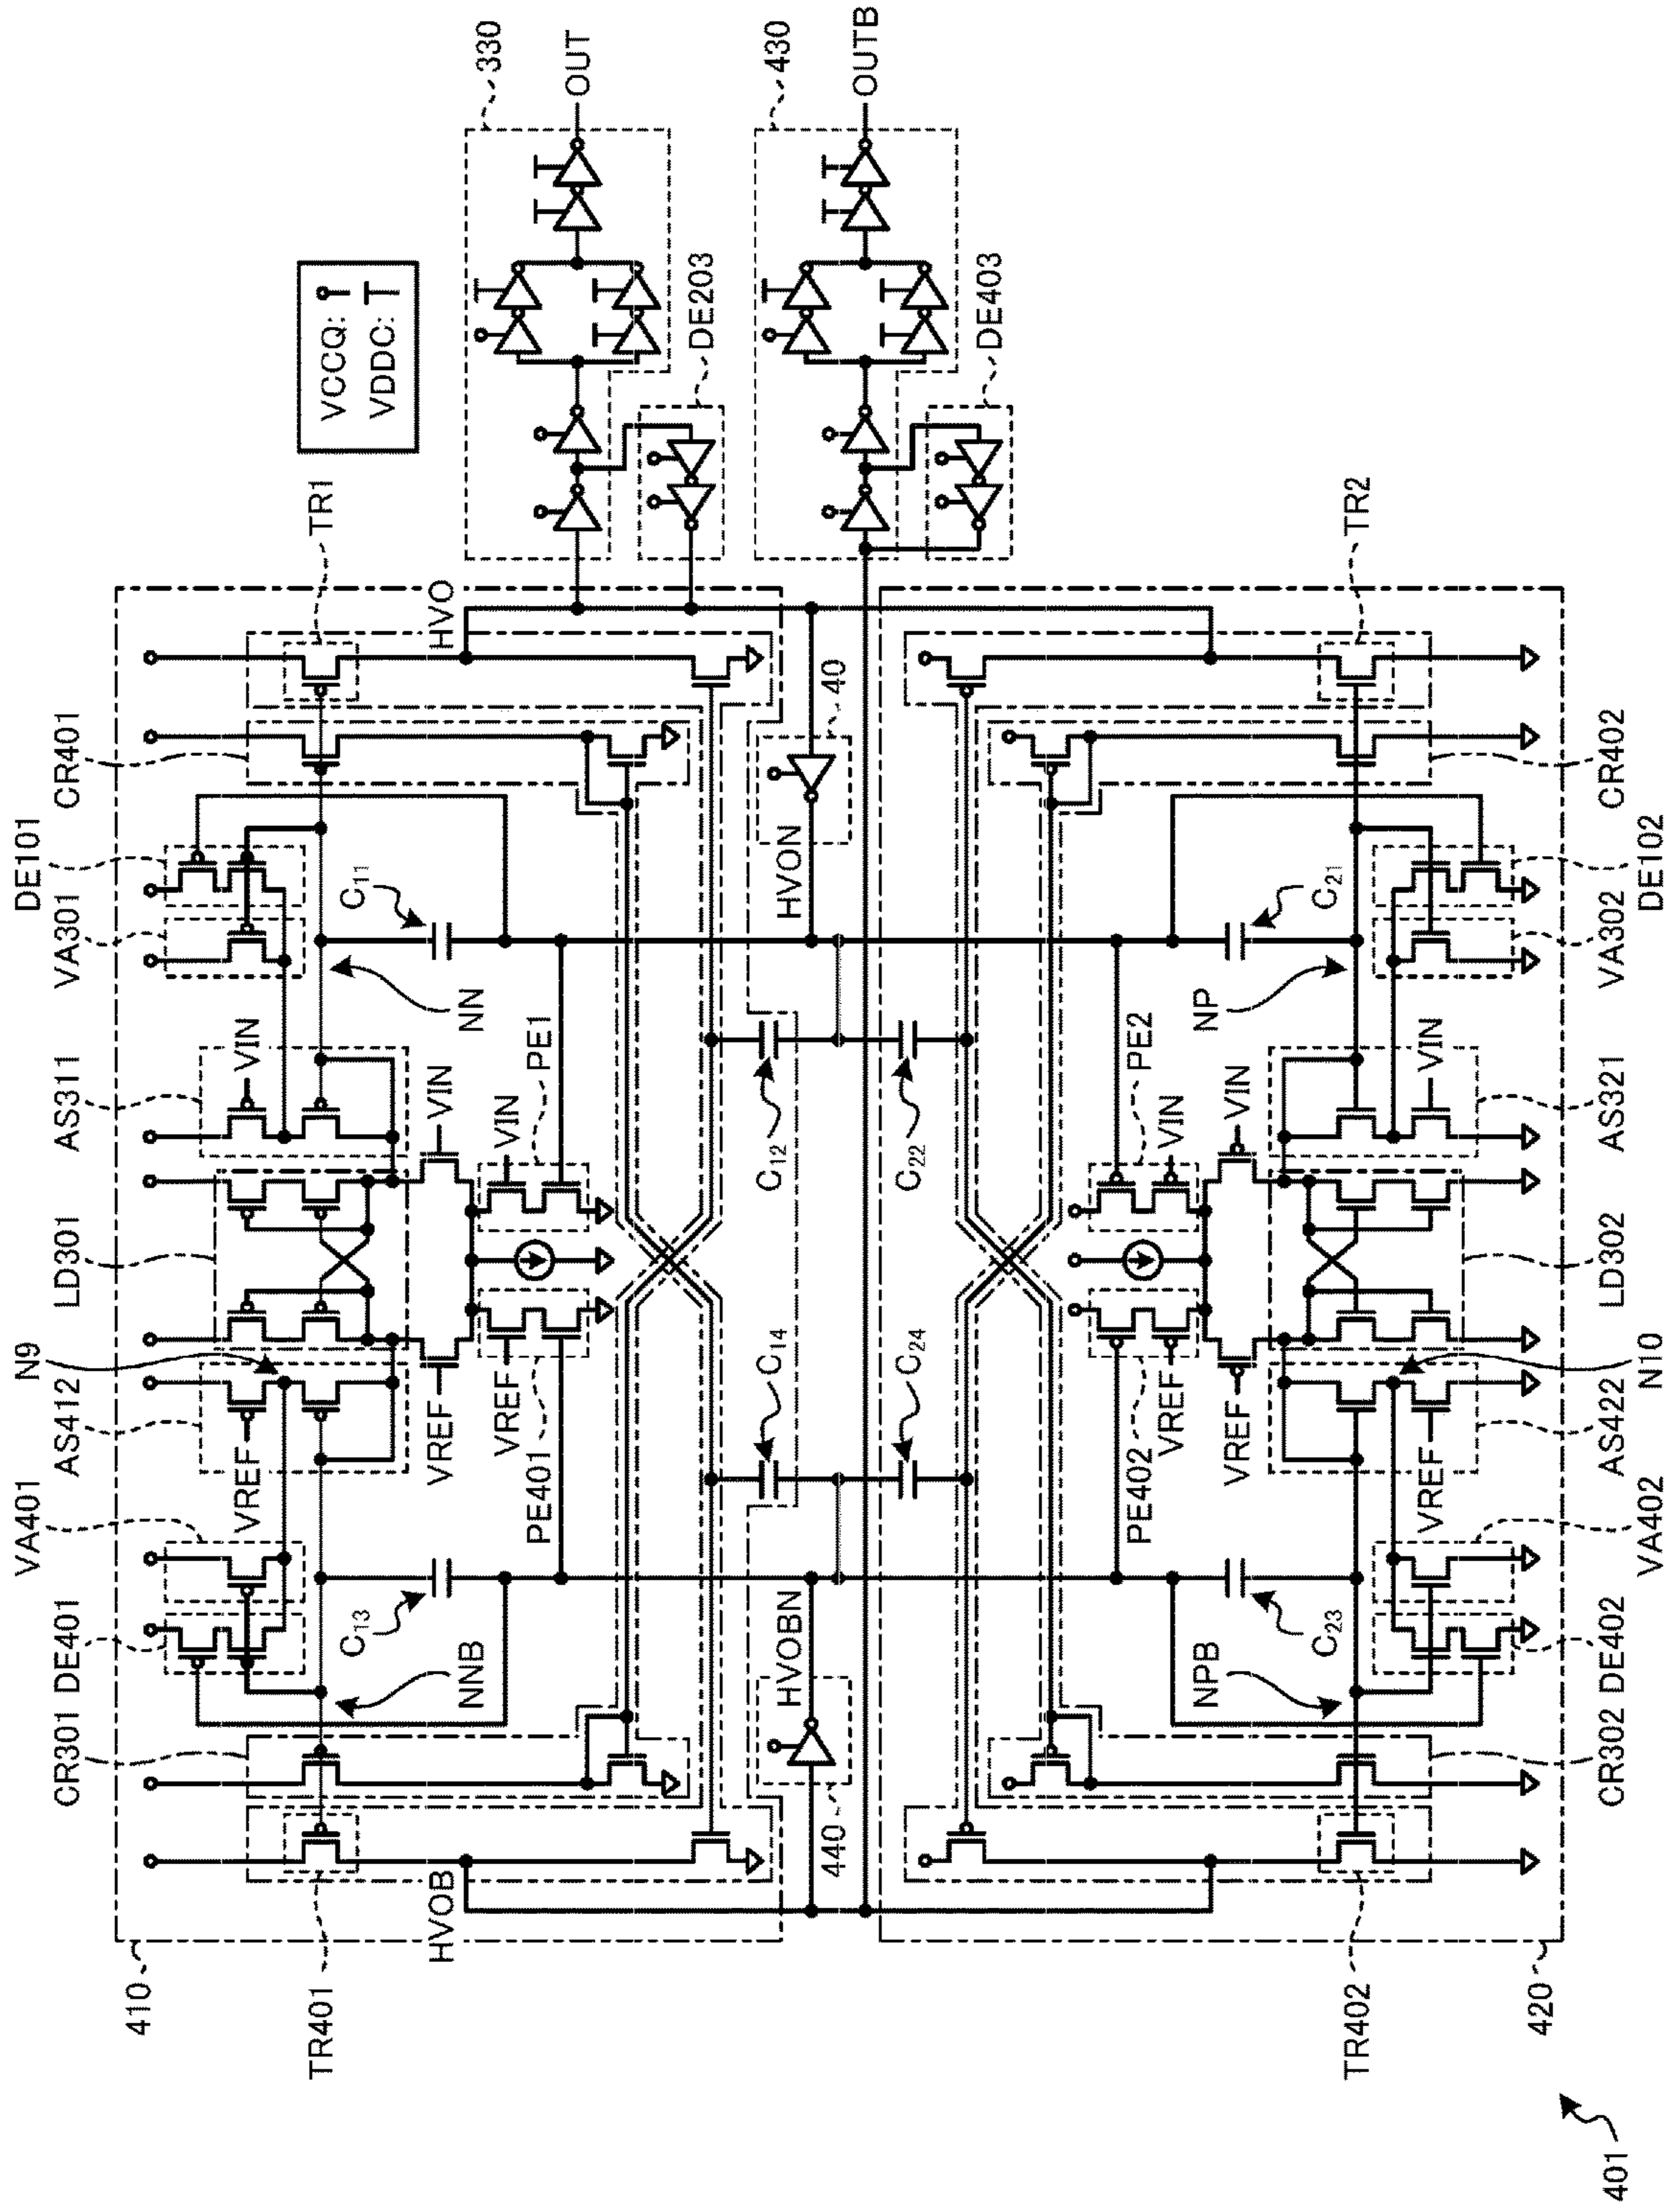 410
TR401
HVOB
CR301
DE401
VA401
AS412
N9
LD301
AS311
VA301
DE101
CR401
TR1
HVO
VCCQ:
VDDC:
330
OUT
DE203
430
OUTB
DE403
NNB
C13
VREF
VREF
VREF
PE401
VIN
VIN
VIN
PE1
NN
C11
C14
C12
440
HVOBN
HVON
40
C24
C22
PE402
VREF
VREF
VREF
PE2
VIN
VIN
VIN
NPB
C23
NP
C21
420
TR402
CR302
DE402
VA402
AS422
N10
LD302
AS321
VA302
DE102
CR402
TR2
401